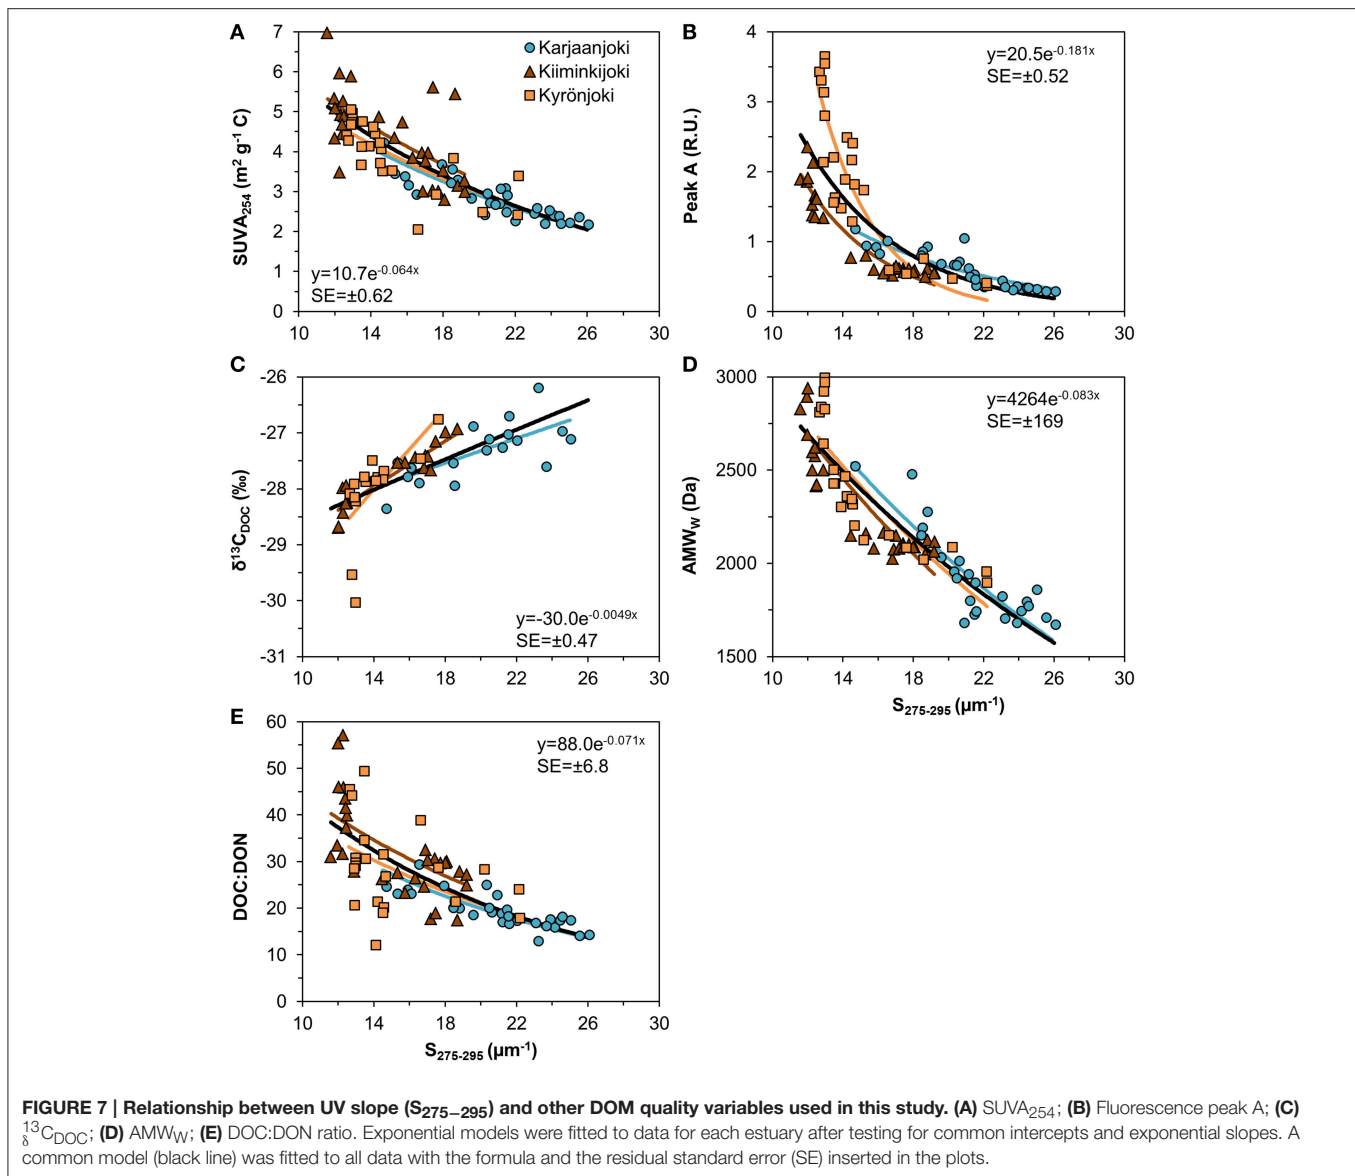 A
7
6
5
4
3
2
1
0
SUVA254 (m2 g-1 C)
10 14 18 22 26 30
Karjaanjoki
Kiiminkijoki
Kyrönjoki
y=10.7e-0.064x
SE=±0.62
B
4
3
2
1
0
Peak A (R.U.)
10 14 18 22 26 30
y=20.5e-0.181x
SE=±0.52
C
-26
-27
-28
-29
-30
-31
δ13CDOC (‰)
10 14 18 22 26 30
y=-30.0e-0.0049x
SE=±0.47
D
3000
2500
2000
1500
AMWW (Da)
10 14 18 22 26 30
S275-295 (µm-1)
y=4264e-0.083x
SE=±169
E
60
50
40
30
20
10
0
DOC:DON
10 14 18 22 26 30
S275-295 (µm-1)
y=88.0e-0.071x
SE=±6.8
FIGURE 7 | Relationship between UV slope (S275–295) and other DOM quality variables used in this study. (A) SUVA254; (B) Fluorescence peak A; (C)
δ13CDOC; (D) AMWW; (E) DOC:DON ratio. Exponential models were fitted to data for each estuary after testing for common intercepts and exponential slopes. A
common model (black line) was fitted to all data with the formula and the residual standard error (SE) inserted in the plots.